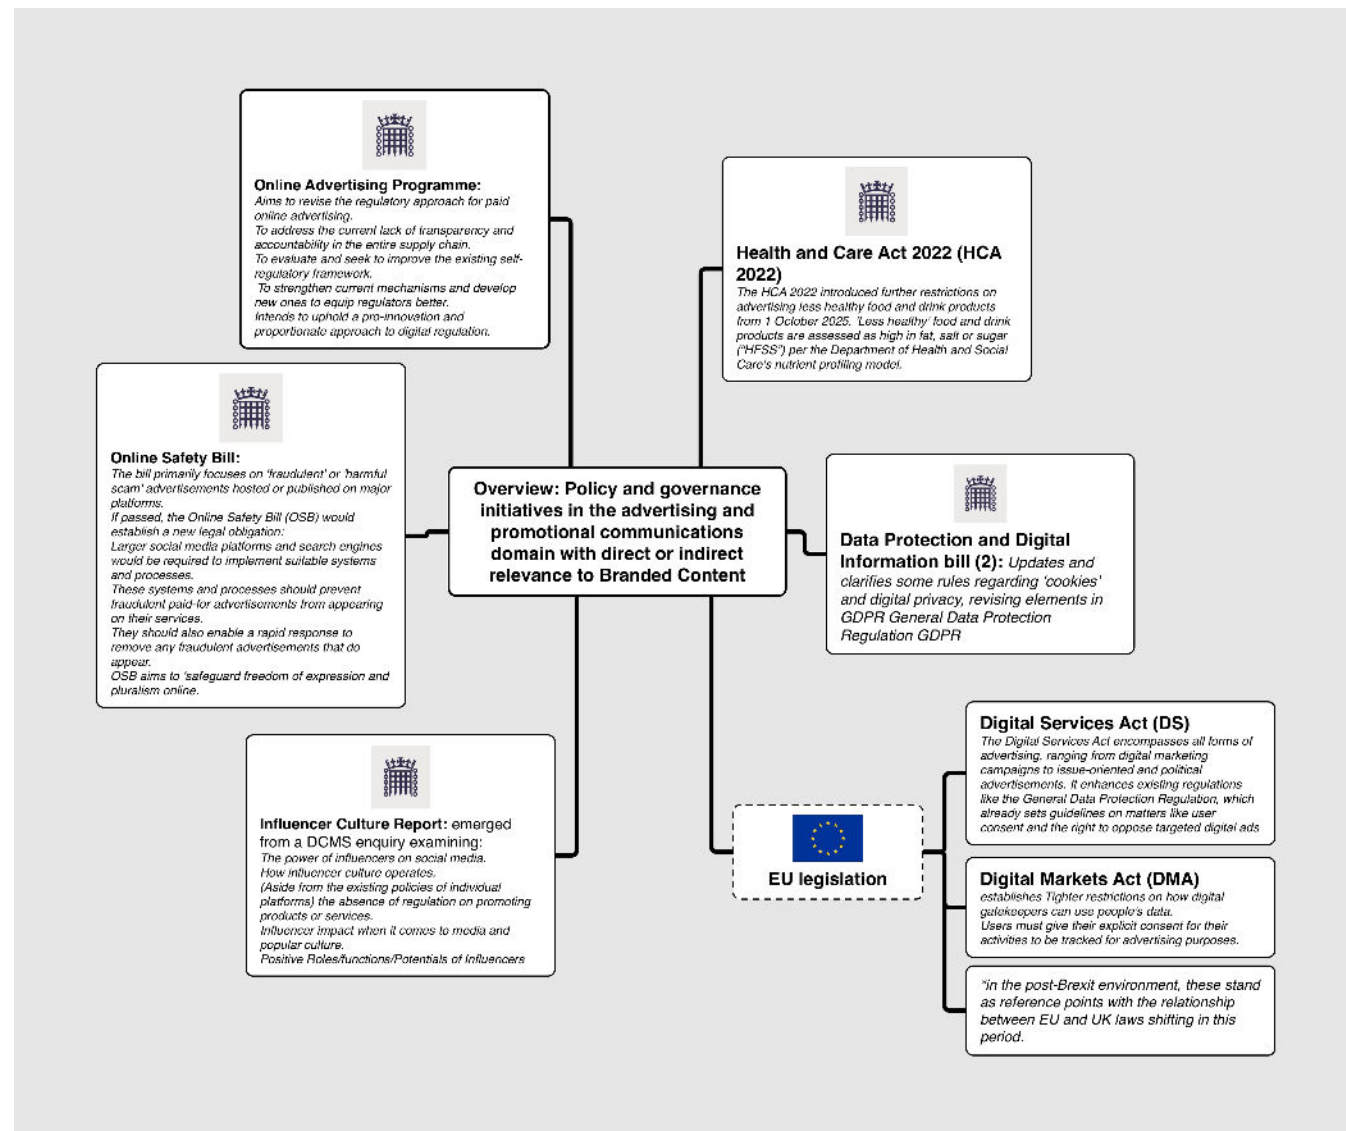 Online Advertising Programme:
Aims to revise the regulatory approach for paid
online advertising.
To address the current lack of transparency and
accountability in the entire supply chain.
To evaluate and seek to improve the existing self-
regulatory framework.
To strengthen current mechanisms and develop
new ones to equip regulators better.
Intends to uphold a pro-innovation and
proportionate approach to digital regulation.
Health and Care Act 2022 (HCA
2022)
The HCA 2022 introduced further restrictions on
advertising less healthy food and drink products
from 1 October 2025. 'Less healthy' food and drink
products are assessed as high in fat, salt or sugar
("HFSS") per the Department of Health and Social
Care's nutrient profiling model.
Online Safety Bill:
The bill primarily focuses on 'fraudulent' or 'harmful
scam' advertisements hosted or published on major
platforms.
If passed, the Online Safety Bill (OSB) would
establish a new legal obligation:
Larger social media platforms and search engines
would be required to implement suitable systems
and processes.
These systems and processes should prevent
fraudulent paid-for advertisements from appearing
on their services.
They should also enable a rapid response to
remove any fraudulent advertisements that do
appear.
OSB aims to 'safeguard freedom of expression and
pluralism online.
Overview: Policy and governance
initiatives in the advertising and
promotional communications
domain with direct or indirect
relevance to Branded Content
Data Protection and Digital
Information bill (2): Updates and
clarifies some rules regarding 'cookies'
and digital privacy, revising elements in
GDPR General Data Protection
Regulation GDPR
Influencer Culture Report: emerged
from a DCMS enquiry examining:
The power of influencers on social media.
How influencer culture operates.
(Aside from the existing policies of individual
platforms) the absence of regulation on promoting
products or services.
Influencer impact when it comes to media and
popular culture.
Positive Roles/functions/Potentials of Influencers
EU legislation
Digital Services Act (DS)
The Digital Services Act encompasses all forms of
advertising, ranging from digital marketing
campaigns to issue-oriented and political
advertisements. It enhances existing regulations
like the General Data Protection Regulation, which
already sets guidelines on matters like user
consent and the right to oppose targeted digital ads
Digital Markets Act (DMA)
establishes Tighter restrictions on how digital
gatekeepers can use people's data.
Users must give their explicit consent for their
activities to be tracked for advertising purposes.
*in the post-Brexit environment, these stand
as reference points with the relationship
between EU and UK laws shifting in this
period.